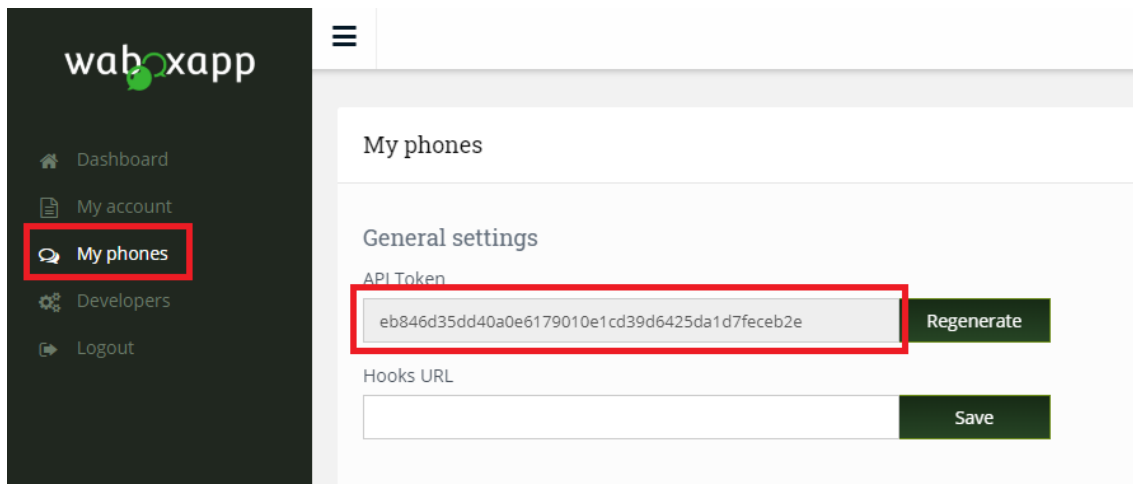 waboxapp
Dashboard
My account
My phones
Developers
Logout
My phones
General settings
API Token
eb846d35dd40a0e6179010e1cd39d6425da1d7feceb2e
Regenerate
Hooks URL
Save